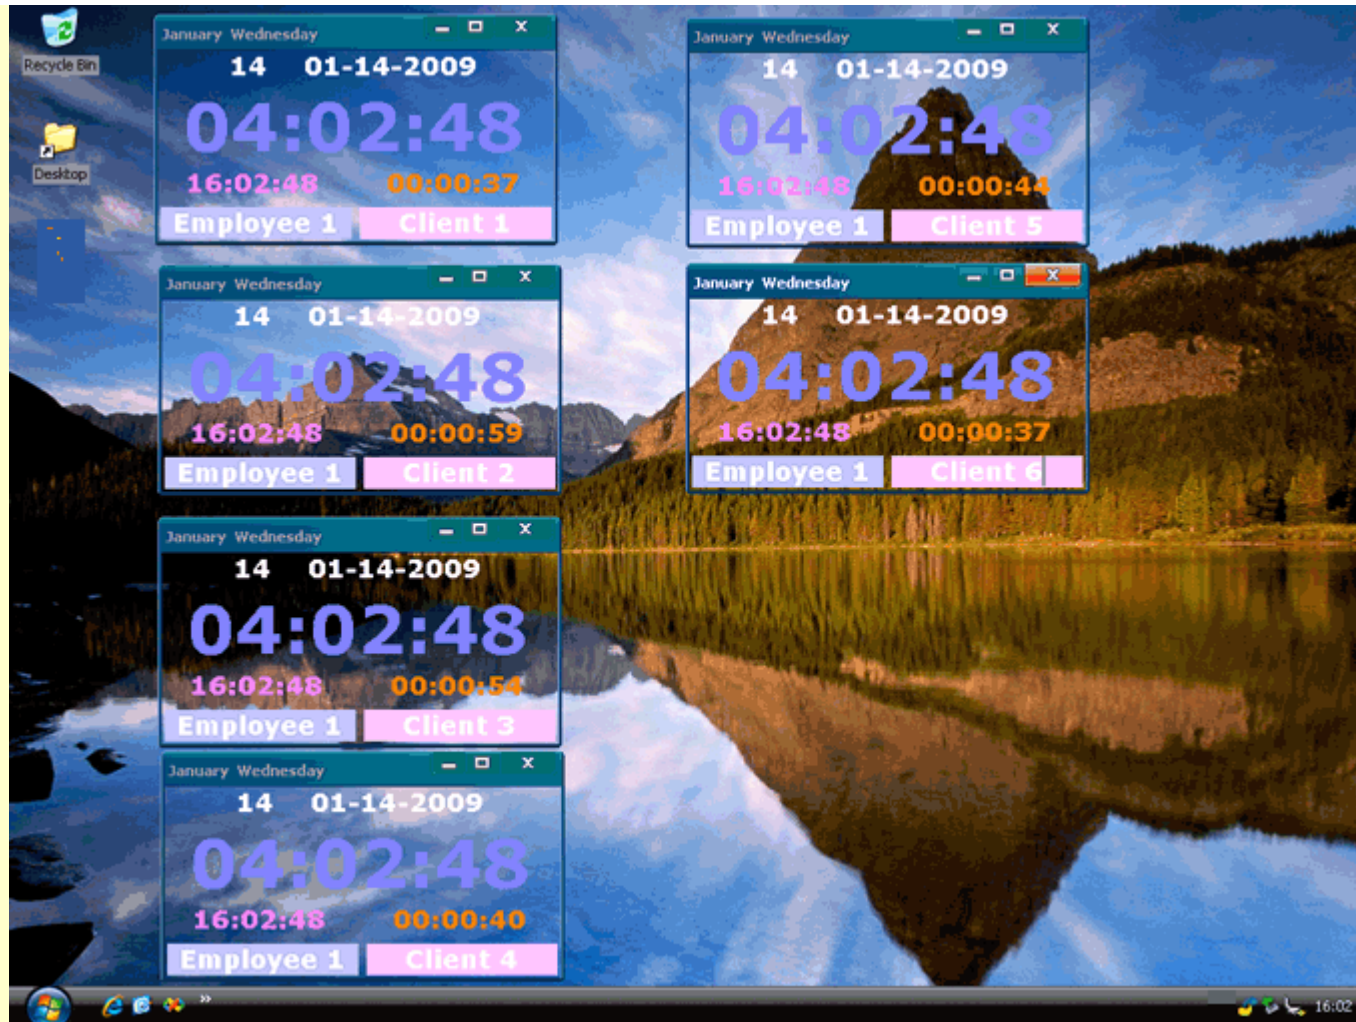 Recycle Bin
Desktop
January Wednesday
14 01-14-2009
04:02:48
16:02:48 00:00:37
Employee 1 Client 1
January Wednesday
14 01-14-2009
04:02:48
16:02:48 00:00:59
Employee 1 Client 2
January Wednesday
14 01-14-2009
04:02:48
16:02:48 00:00:54
Employee 1 Client 3
January Wednesday
14 01-14-2009
04:02:48
16:02:48 00:00:40
Employee 1 Client 4
January Wednesday
14 01-14-2009
04:02:48
16:02:48 00:00:44
Employee 1 Client 5
January Wednesday
14 01-14-2009
04:02:48
16:02:48 00:00:37
Employee 1 Client 6
16:02